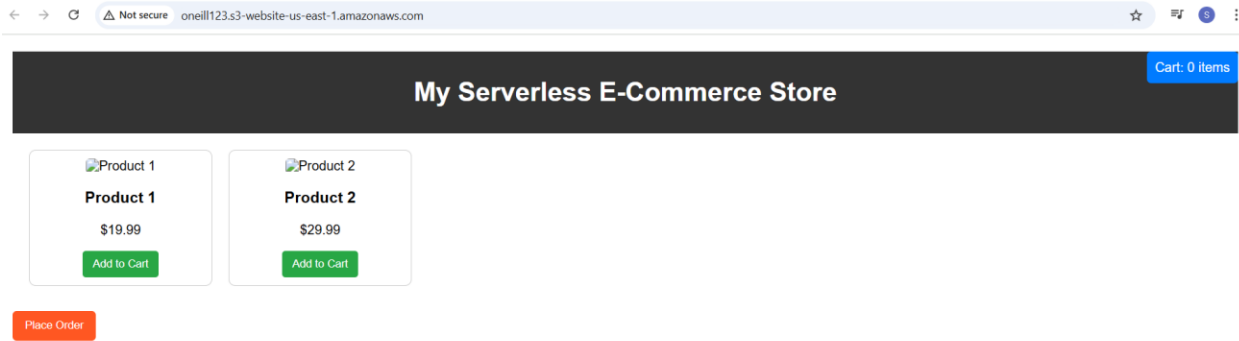 Not secure oneill123.s3-website-us-east-1.amazonaws.com S
Cart: 0 items
My Serverless E-Commerce Store
Product 1 Product 2
Product 1 Product 2
$19.99 $29.99
Add to Cart Add to Cart
Place Order